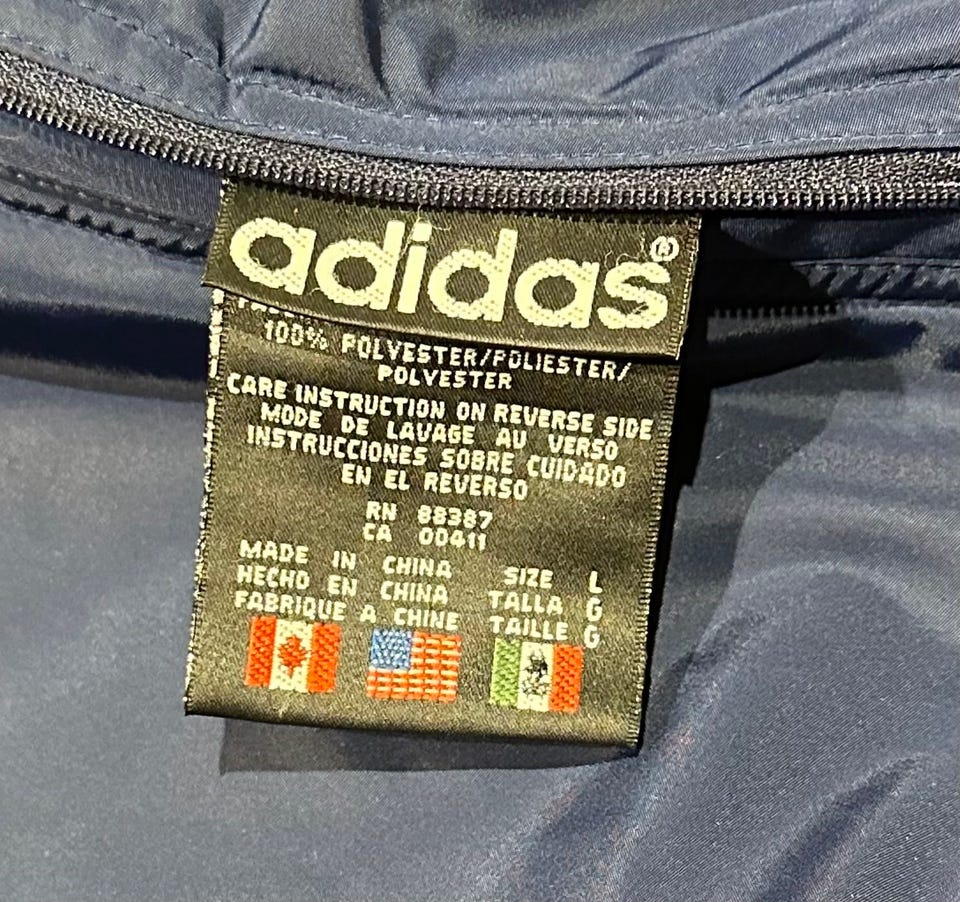 adidas®
100% POLYESTER/POLIESTER/
POLYESTER
CARE INSTRUCTION ON REVERSE SIDE
MODE DE LAVAGE AU VERSO
INSTRUCCIONES SOBRE CUIDADO
EN EL REVERSO
RN 88387
CA 00411
MADE IN CHINA SIZE L
HECHO EN CHINA TALLA G
FABRIQUE A CHINE TAILLE G